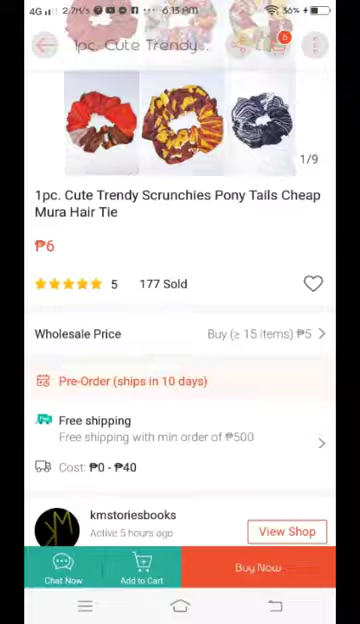 4G 2.7K/s 6:15 AM 36%
1pc. Cute Trendy...
6
1/9
1pc. Cute Trendy Scrunchies Pony Tails Cheap
Mura Hair Tie
₱6
5 177 Sold
Wholesale Price Buy (≥ 15 items) ₱5
Pre-Order (ships in 10 days)
Free shipping
Free shipping with min order of ₱500
Cost: ₱0 - ₱40
kmstoriesbooks
Active 5 hours ago
View Shop
Chat Now Add to Cart Buy Now